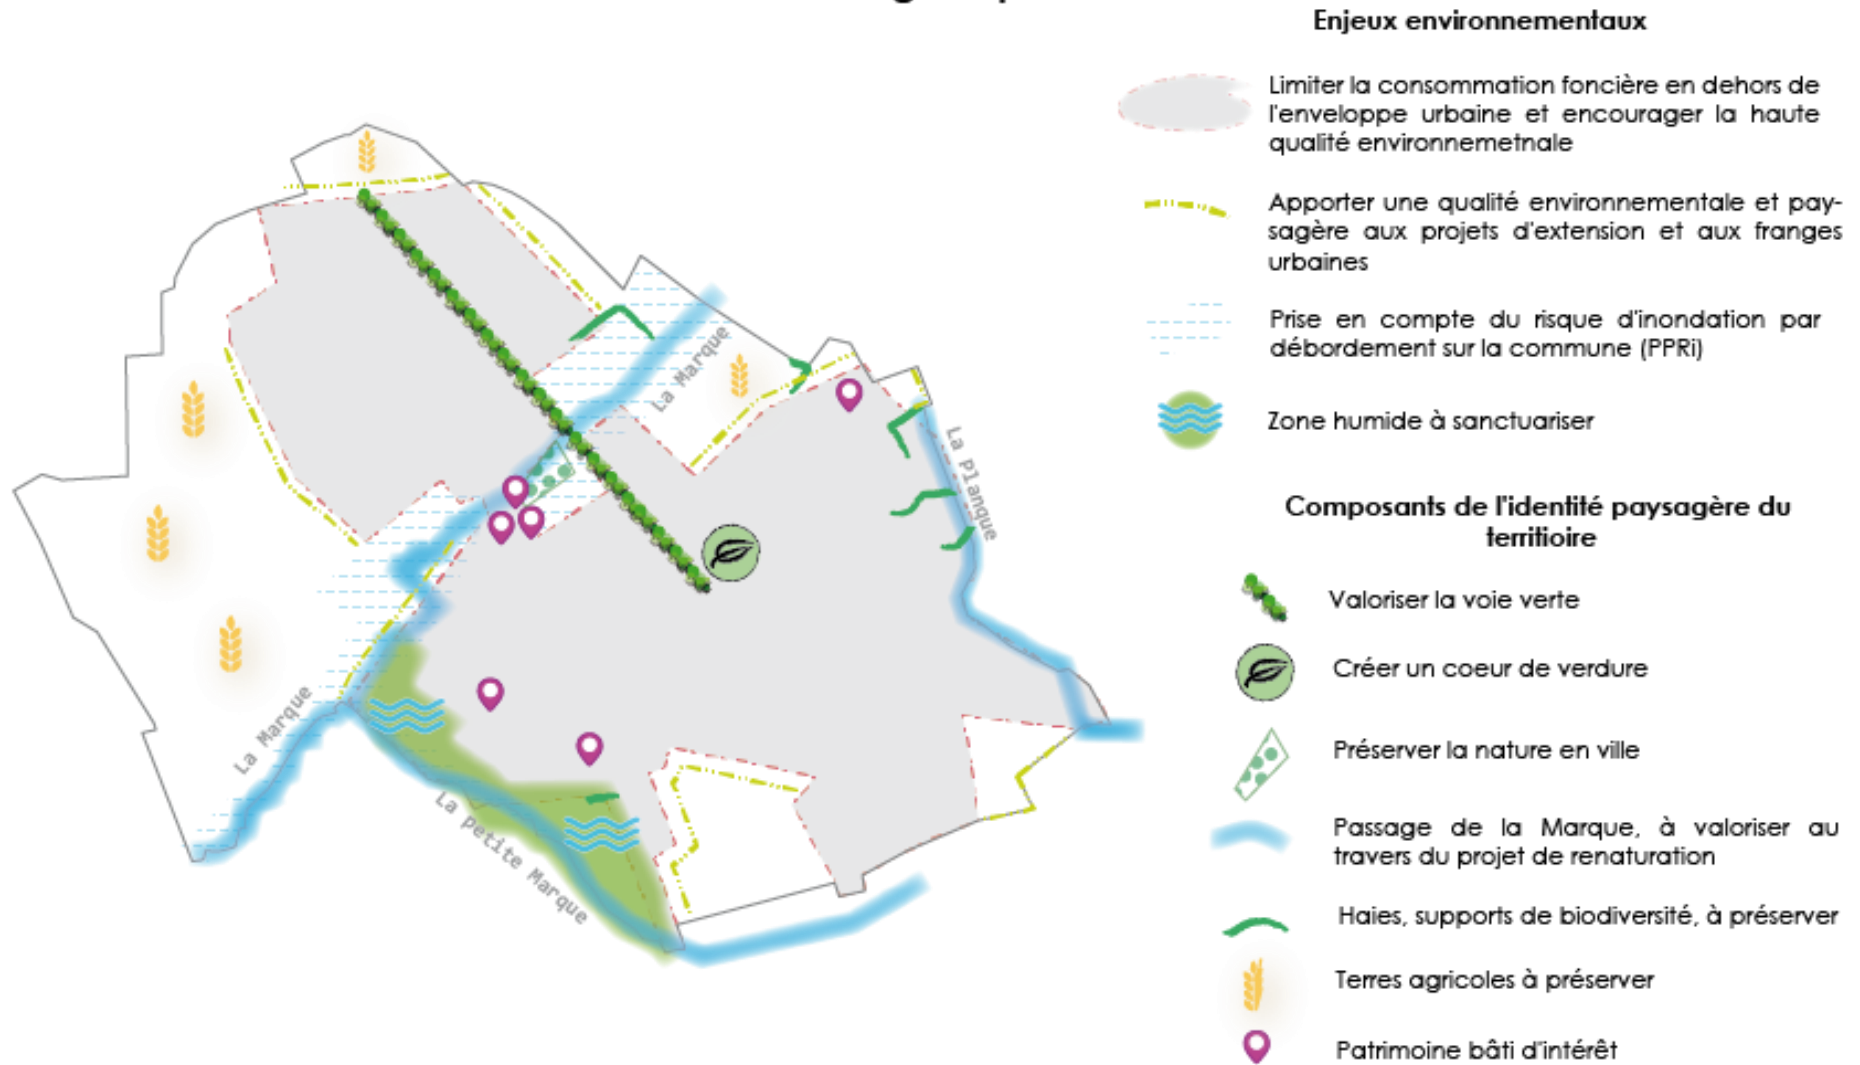 Enjeux environnementaux
Limiter la consommation foncière en dehors de
l'enveloppe urbaine et encourager la haute
qualité environnemetnale
Apporter une qualité environnementale et pay-
sagère aux projets d'extension et aux franges
urbaines
Prise en compte du risque d'inondation par
débordement sur la commune (PPRi)
Zone humide à sanctuariser
Composants de l'identité paysagère du
territioire
Valoriser la voie verte
Créer un coeur de verdure
Préserver la nature en ville
Passage de la Marque, à valoriser au
travers du projet de renaturation
Haies, supports de biodiversité, à préserver
Terres agricoles à préserver
Patrimoine bâti d'intérêt
La Marque
La Planque
La Marque
La petite Marque